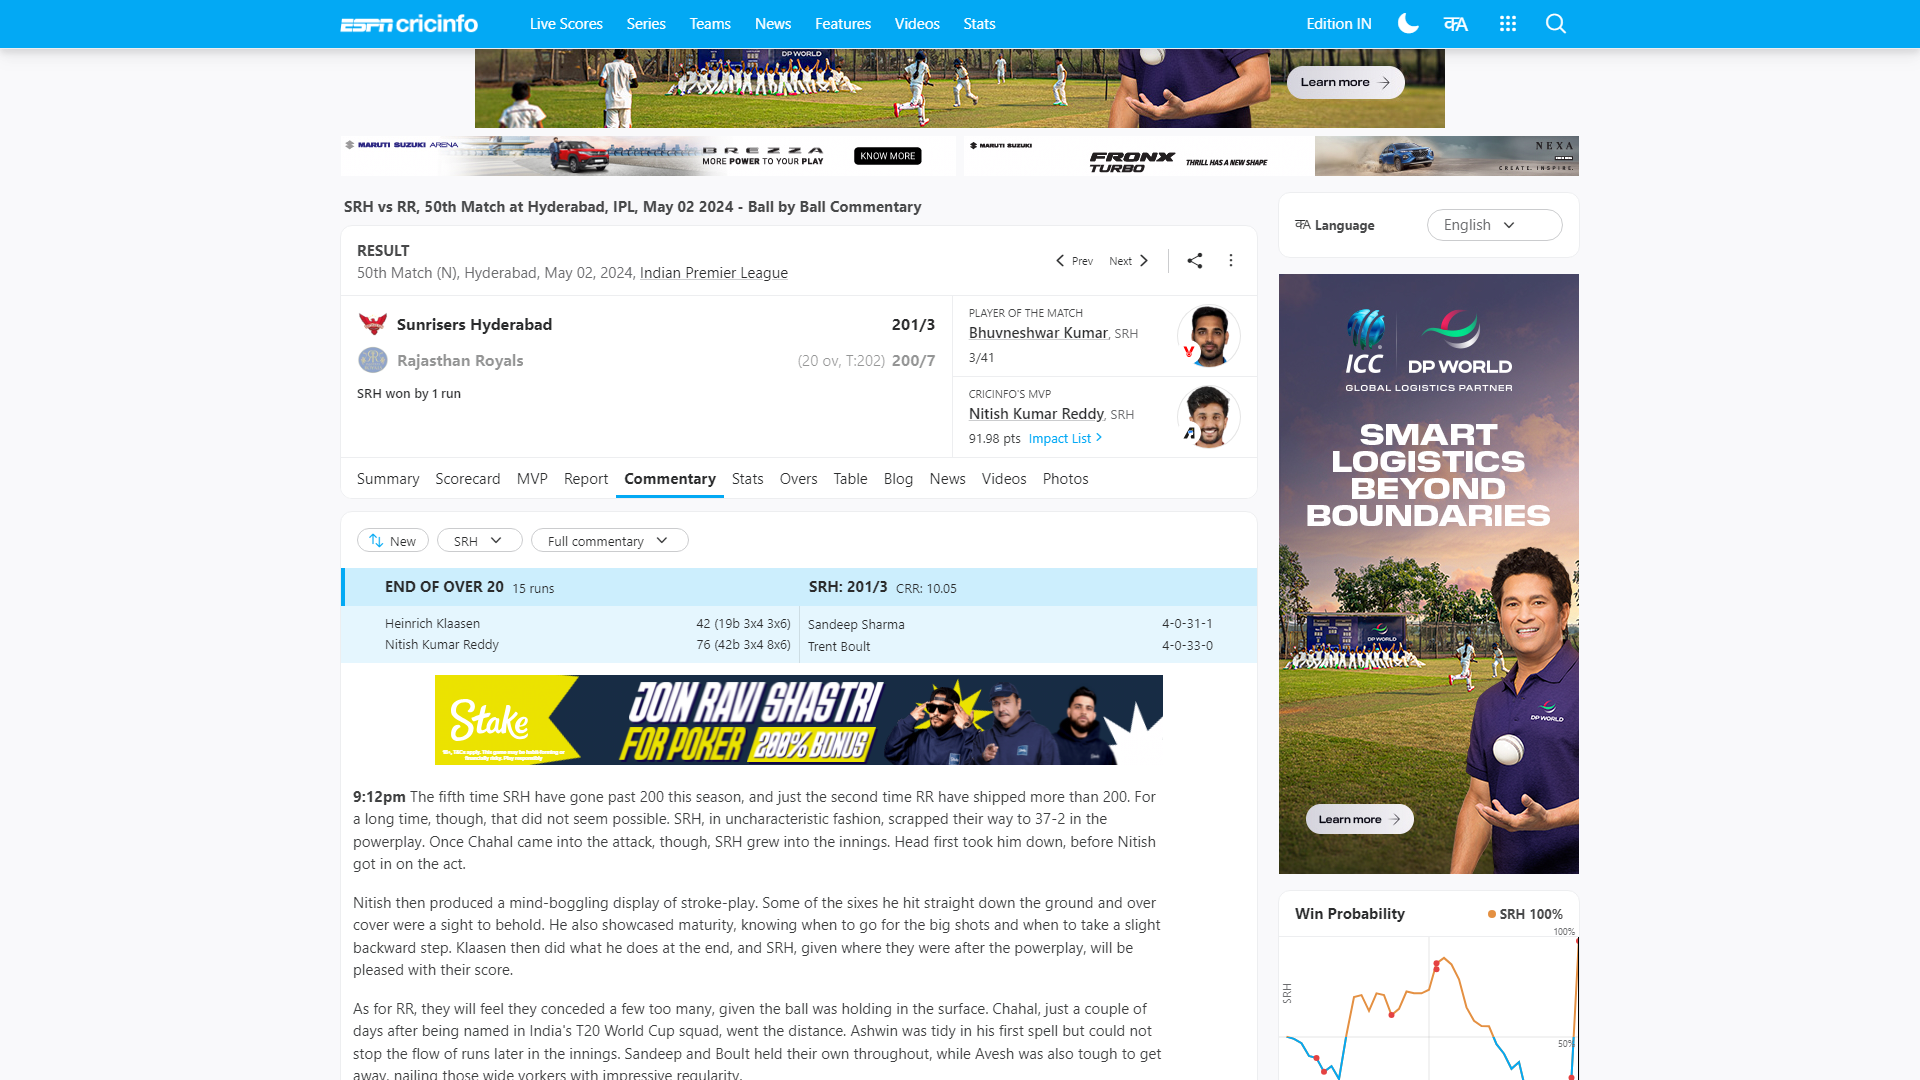 ESPN cricinfo
Live Scores Series Teams News Features Videos Stats
Edition IN
DP WORLD
Learn more
MARUTI SUZUKI ARENA
BREZZA
MORE POWER TO YOUR PLAY
KNOW MORE
MARUTI SUZUKI
FRONX
TURBO
THRILL HAS A NEW SHAPE
NEXA
CREATE. INSPIRE.
SRH vs RR, 50th Match at Hyderabad, IPL, May 02 2024 - Ball by Ball Commentary
RESULT
50th Match (N), Hyderabad, May 02, 2024, Indian Premier League
Prev Next
Sunrisers Hyderabad 201/3
Rajasthan Royals (20 ov, T:202) 200/7
SRH won by 1 run
PLAYER OF THE MATCH
Bhuvneshwar Kumar, SRH
3/41
CRICINFO'S MVP
Nitish Kumar Reddy, SRH
91.98 pts Impact List
Summary Scorecard MVP Report Commentary Stats Overs Table Blog News Videos Photos
New SRH Full commentary
END OF OVER 20 15 runs SRH: 201/3 CRR: 10.05
Heinrich Klaasen 42 (19b 3x4 3x6) Sandeep Sharma 4-0-31-1
Nitish Kumar Reddy 76 (42b 3x4 8x6) Trent Boult 4-0-33-0
Stake
JOIN RAVI SHASTRI
FOR POKER 200% BONUS
9:12pm The fifth time SRH have gone past 200 this season, and just the second time RR have shipped more than 200. For
a long time, though, that did not seem possible. SRH, in uncharacteristic fashion, scrapped their way to 37-2 in the
powerplay. Once Chahal came into the attack, though, SRH grew into the innings. Head first took him down, before Nitish
got in on the act.
Nitish then produced a mind-boggling display of stroke-play. Some of the sixes he hit straight down the ground and over
cover were a sight to behold. He also showcased maturity, knowing when to go for the big shots and when to take a slight
backward step. Klaasen then did what he does at the end, and SRH, given where they were after the powerplay, will be
pleased with their score.
As for RR, they will feel they conceded a few too many, given the ball was holding in the surface. Chahal, just a couple of
days after being named in India's T20 World Cup squad, went the distance. Ashwin was tidy in his first spell but could not
stop the flow of runs later in the innings. Sandeep and Boult held their own throughout, while Avesh was also tough to get
away, nailing those wide yorkers with impressive regularity.
Language English
ICC DP WORLD
GLOBAL LOGISTICS PARTNER
SMART
LOGISTICS
BEYOND
BOUNDARIES
DP WORLD
DP WORLD
Learn more
Win Probability SRH 100%
100%
SRH
50%